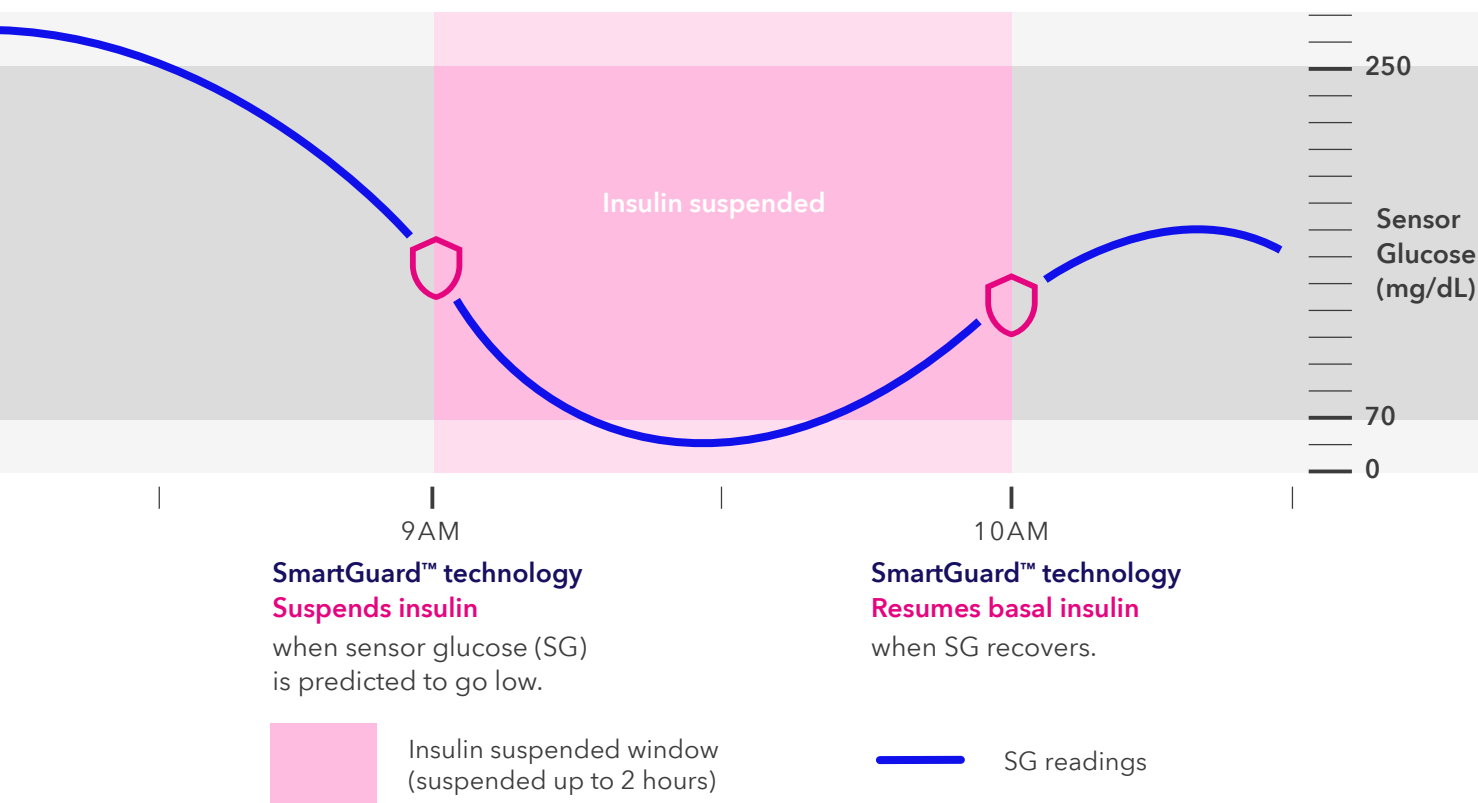 250
Insulin suspended
Sensor
Glucose
(mg/dL)
70
0
9AM
10AM
SmartGuard™ technology
Suspends insulin
when sensor glucose (SG)
is predicted to go low.
SmartGuard™ technology
Resumes basal insulin
when SG recovers.
Insulin suspended window
(suspended up to 2 hours)
SG readings